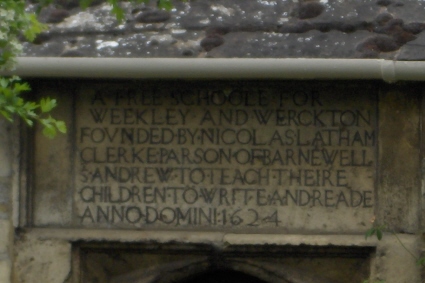 A FREE SCHOOLE FOR
WEEKLEY AND WERCKTON
FOVNDED·BY·NICOLAS LATHAM
CLERKE·PARSON·OF·BARNEWELL
S·ANDREW·TO·TEACH·THEIRE
CHILDREN·TO·WRITE·AND·READE
ANNO·DOMINI·1624